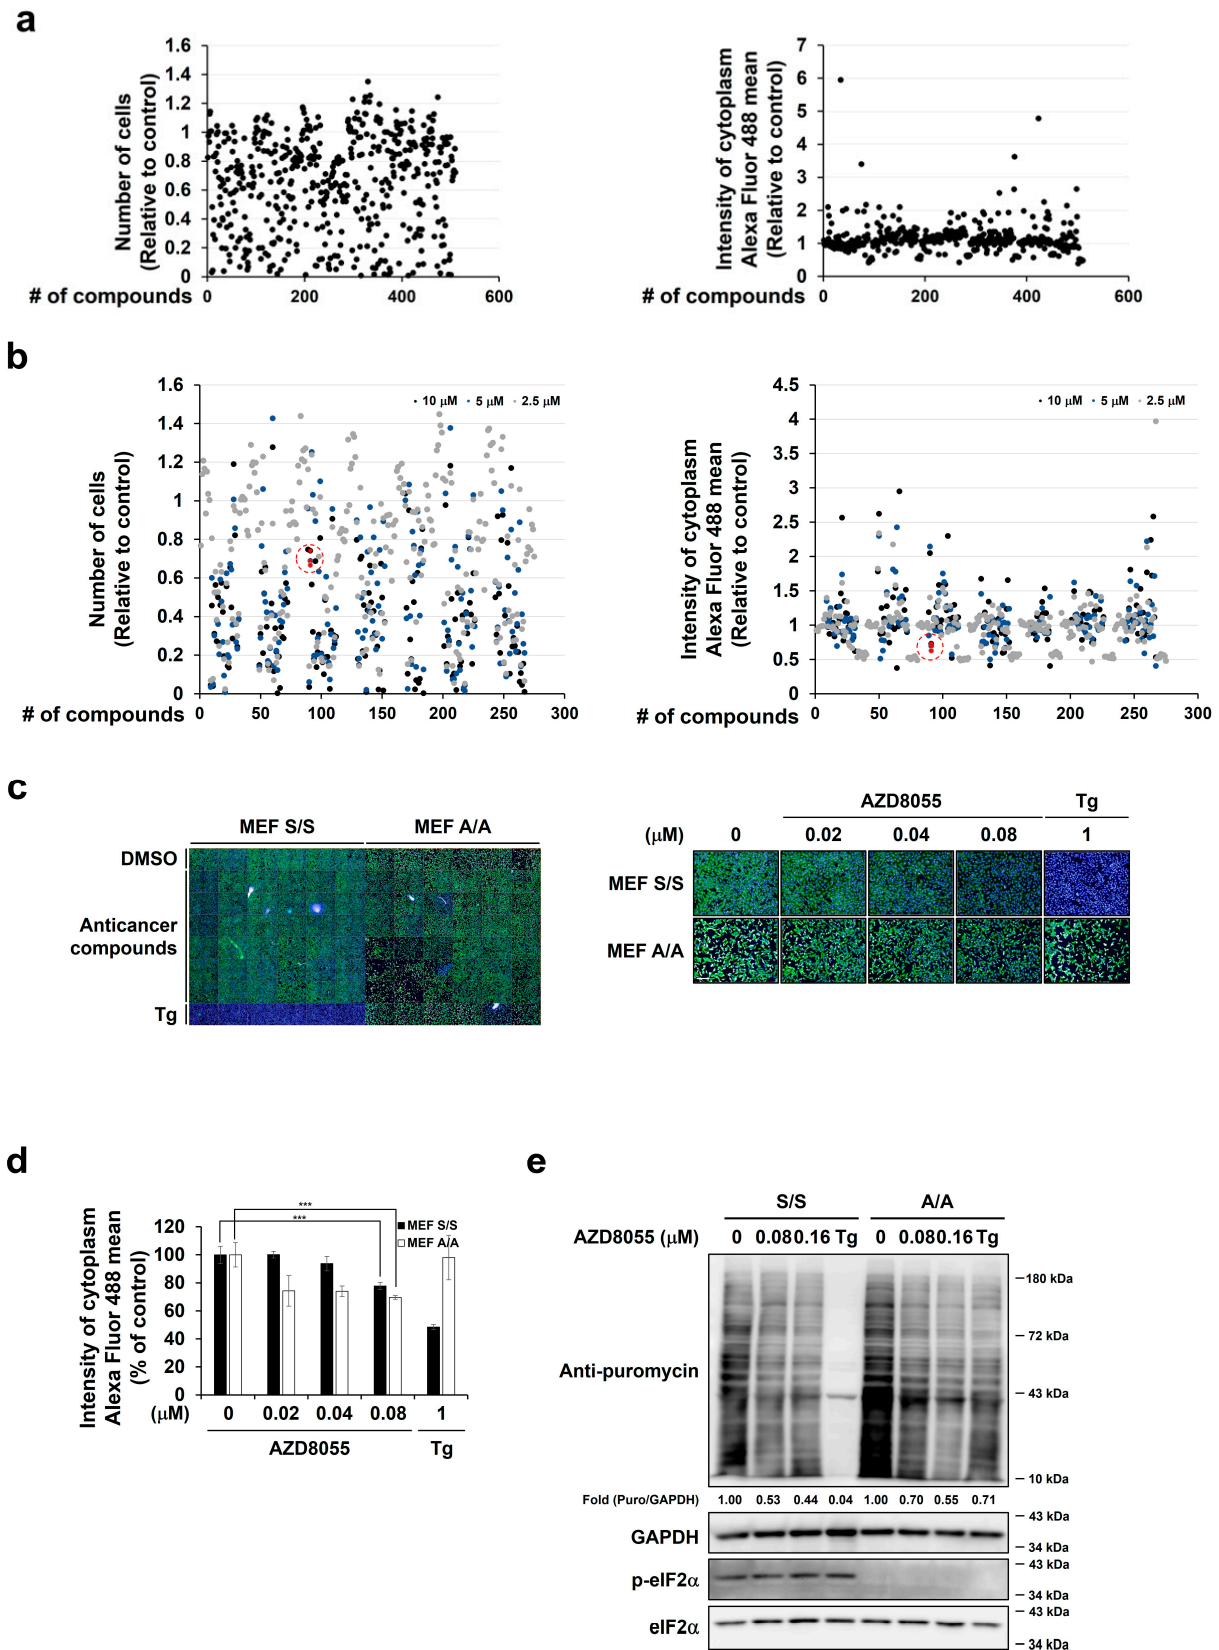 a
Number of cells
(Relative to control)
1.6
1.4
1.2
1
0.8
0.6
0.4
0.2
0
# of compounds
0 200 400 600
Intensity of cytoplasm
Alexa Fluor 488 mean
(Relative to control)
7
6
5
4
3
2
1
0
# of compounds
0 200 400 600
b
Number of cells
(Relative to control)
1.6
1.4
1.2
1
0.8
0.6
0.4
0.2
0
10 µM 5 µM 2.5 µM
# of compounds
0 50 100 150 200 250 300
Intensity of cytoplasm
Alexa Fluor 488 mean
(Relative to control)
4.5
4
3.5
3
2.5
2
1.5
1
0.5
0
10 µM 5 µM 2.5 µM
# of compounds
0 50 100 150 200 250 300
c
MEF S/S MEF A/A
DMSO
Anticancer
compounds
Tg
AZD8055 Tg
(µM) 0 0.02 0.04 0.08 1
MEF S/S
MEF A/A
d
Intensity of cytoplasm
Alexa Fluor 488 mean
(% of control)
120
100
80
60
40
20
0
***
***
MEF S/S
MEF A/A
(µM) 0 0.02 0.04 0.08 1
AZD8055 Tg
e
S/S A/A
AZD8055 (µM) 0 0.08 0.16 Tg 0 0.08 0.16 Tg
Anti-puromycin
180 kDa
72 kDa
43 kDa
10 kDa
Fold (Puro/GAPDH) 1.00 0.53 0.44 0.04 1.00 0.70 0.55 0.71
GAPDH
43 kDa
34 kDa
p-eIF2α
43 kDa
34 kDa
eIF2α
43 kDa
34 kDa